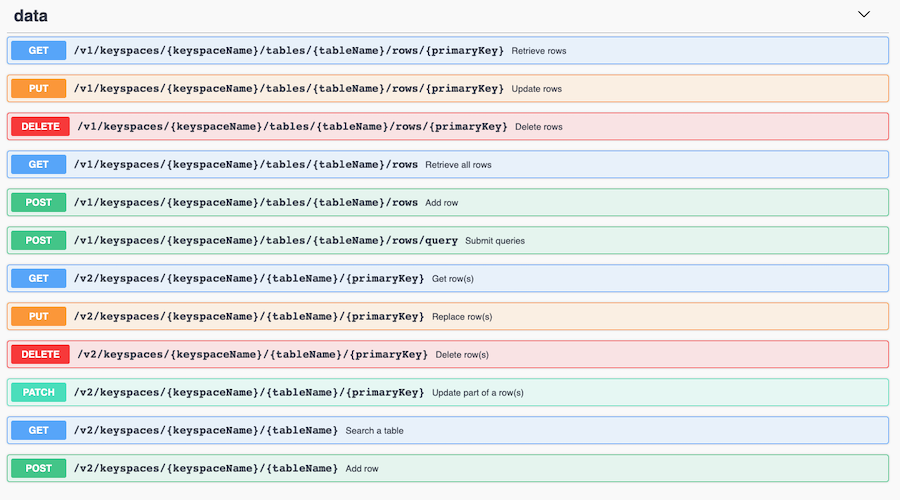 data
GET /v1/keyspaces/{keyspaceName}/tables/{tableName}/rows/{primaryKey} Retrieve rows
PUT /v1/keyspaces/{keyspaceName}/tables/{tableName}/rows/{primaryKey} Update rows
DELETE /v1/keyspaces/{keyspaceName}/tables/{tableName}/rows/{primaryKey} Delete rows
GET /v1/keyspaces/{keyspaceName}/tables/{tableName}/rows Retrieve all rows
POST /v1/keyspaces/{keyspaceName}/tables/{tableName}/rows Add row
POST /v1/keyspaces/{keyspaceName}/tables/{tableName}/rows/query Submit queries
GET /v2/keyspaces/{keyspaceName}/{tableName}/{primaryKey} Get row(s)
PUT /v2/keyspaces/{keyspaceName}/{tableName}/{primaryKey} Replace row(s)
DELETE /v2/keyspaces/{keyspaceName}/{tableName}/{primaryKey} Delete row(s)
PATCH /v2/keyspaces/{keyspaceName}/{tableName}/{primaryKey} Update part of a row(s)
GET /v2/keyspaces/{keyspaceName}/{tableName} Search a table
POST /v2/keyspaces/{keyspaceName}/{tableName} Add row